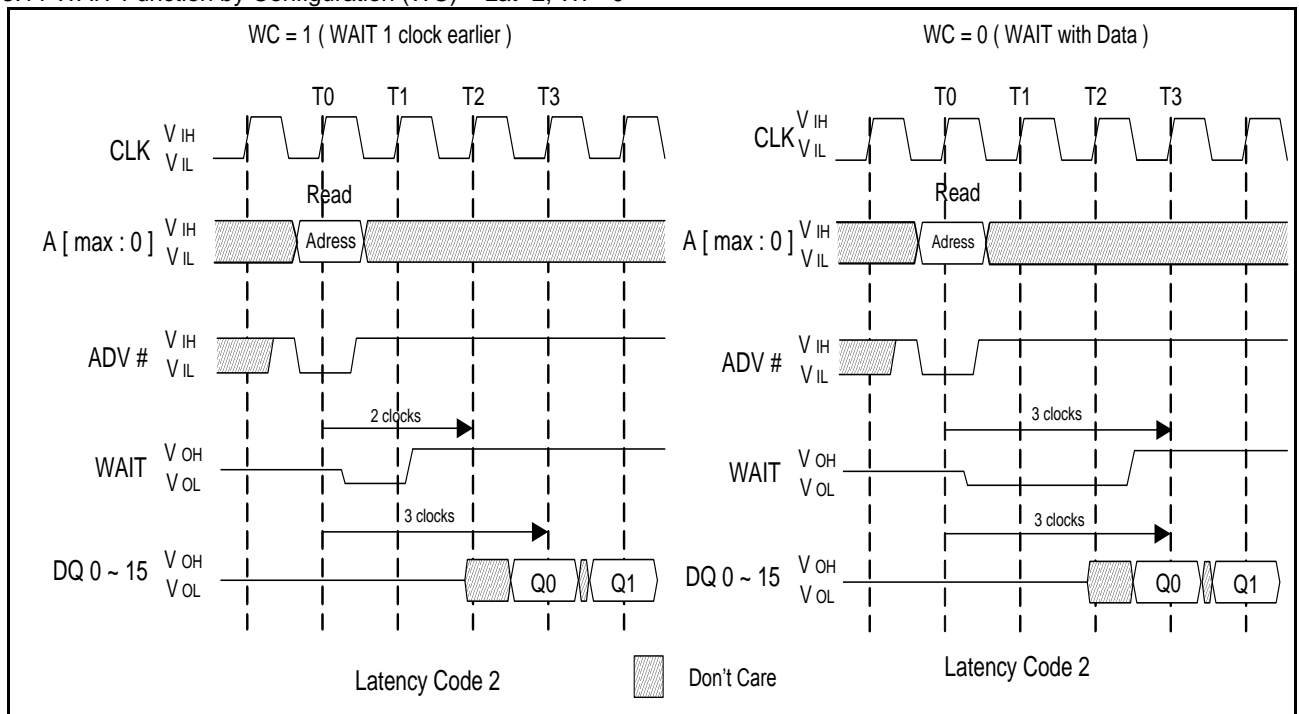 WC = 1 ( WAIT 1 clock earlier )
T0 T1 T2 T3
CLK V IH
V IL
Read
A [ max : 0 ] V IH
V IL
Adress
ADV # V IH
V IL
2 clocks
WAIT V OH
V OL
3 clocks
DQ 0 ~ 15 V OH
V OL
Q0 Q1
Latency Code 2
WC = 0 ( WAIT with Data )
T0 T1 T2 T3
CLK V IH
V IL
Read
A [ max : 0 ] V IH
V IL
Adress
ADV # V IH
V IL
3 clocks
WAIT V OH
V OL
3 clocks
DQ 0 ~ 15 V OH
V OL
Q0 Q1
Latency Code 2
Don't Care